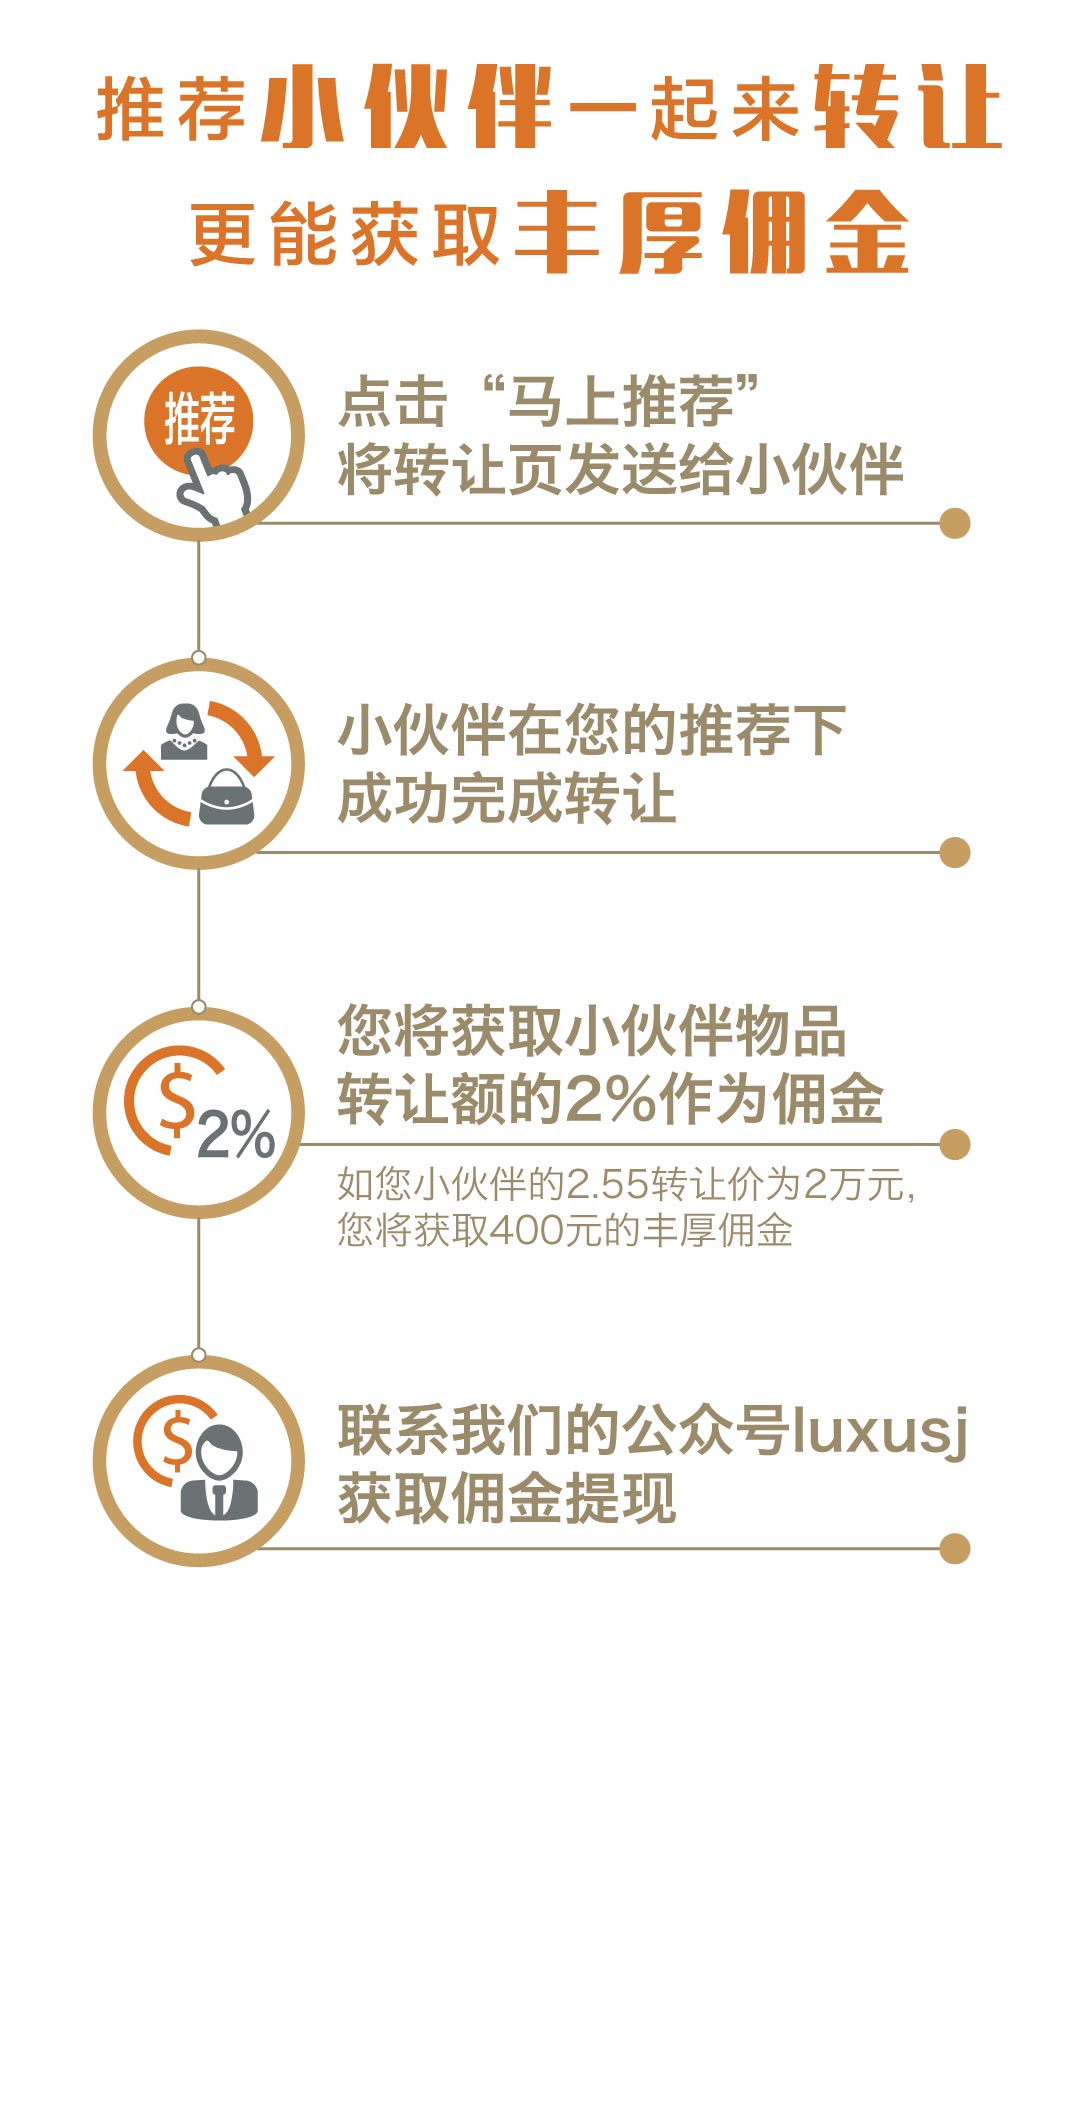 推荐小伙伴一起来转让
更能获取丰厚佣金
推荐
点击“马上推荐”
将转让页发送给小伙伴
小伙伴在您的推荐下
成功完成转让
$2%
您将获取小伙伴物品
转让额的2%作为佣金
如您小伙伴的2.55转让价为2万元,
您将获取400元的丰厚佣金
$
联系我们的公众号luxusj
获取佣金提现